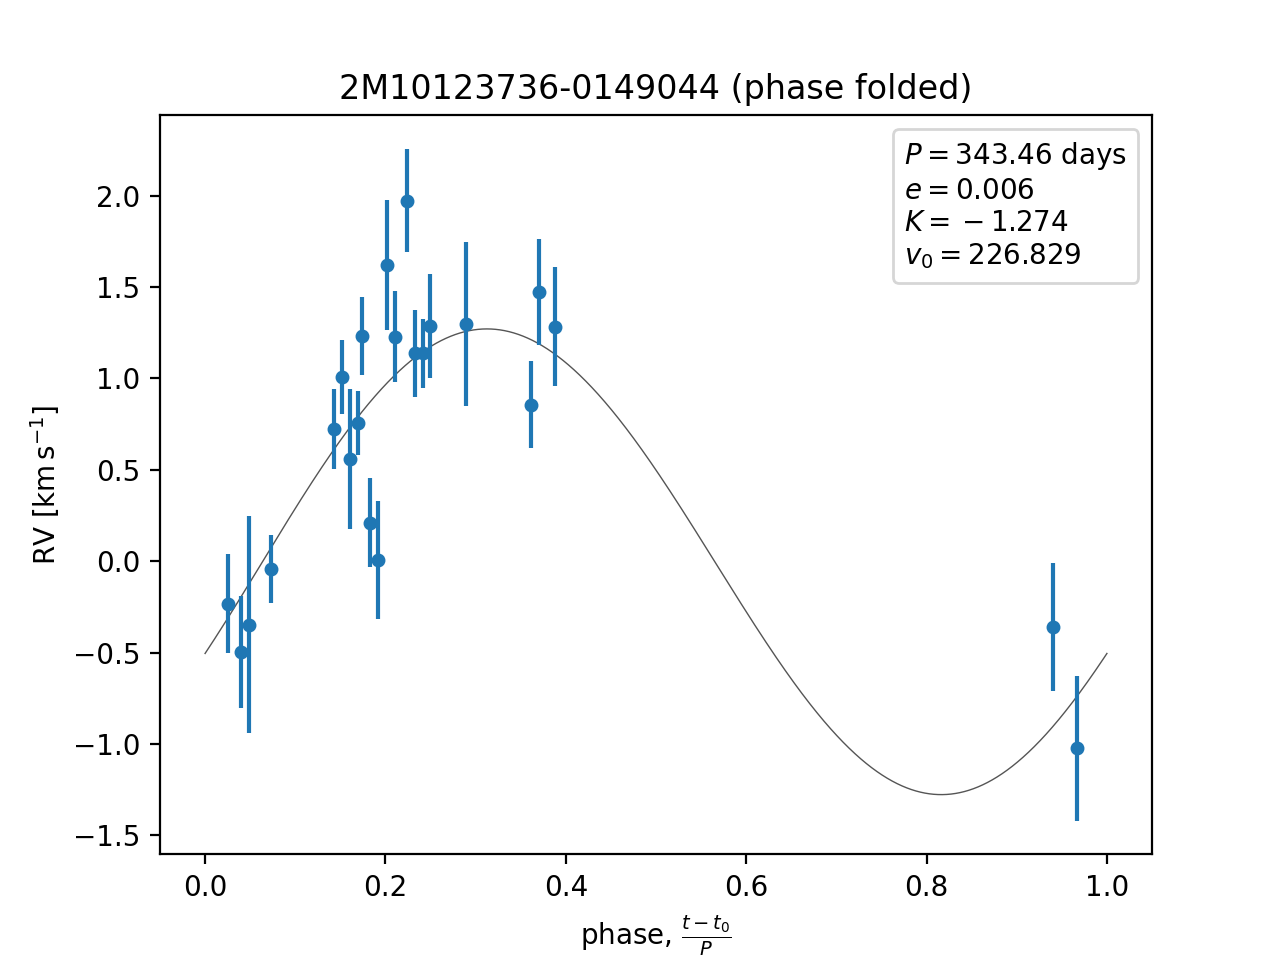 2M10123736-0149044 (phase folded)
P = 343.46 days
e = 0.006
K = −1.274
v₀ = 226.829
RV [km s⁻¹]
2.0
1.5
1.0
0.5
0.0
−0.5
−1.0
−1.5
0.0 0.2 0.4 0.6 0.8 1.0
phase, (t − t₀)/P